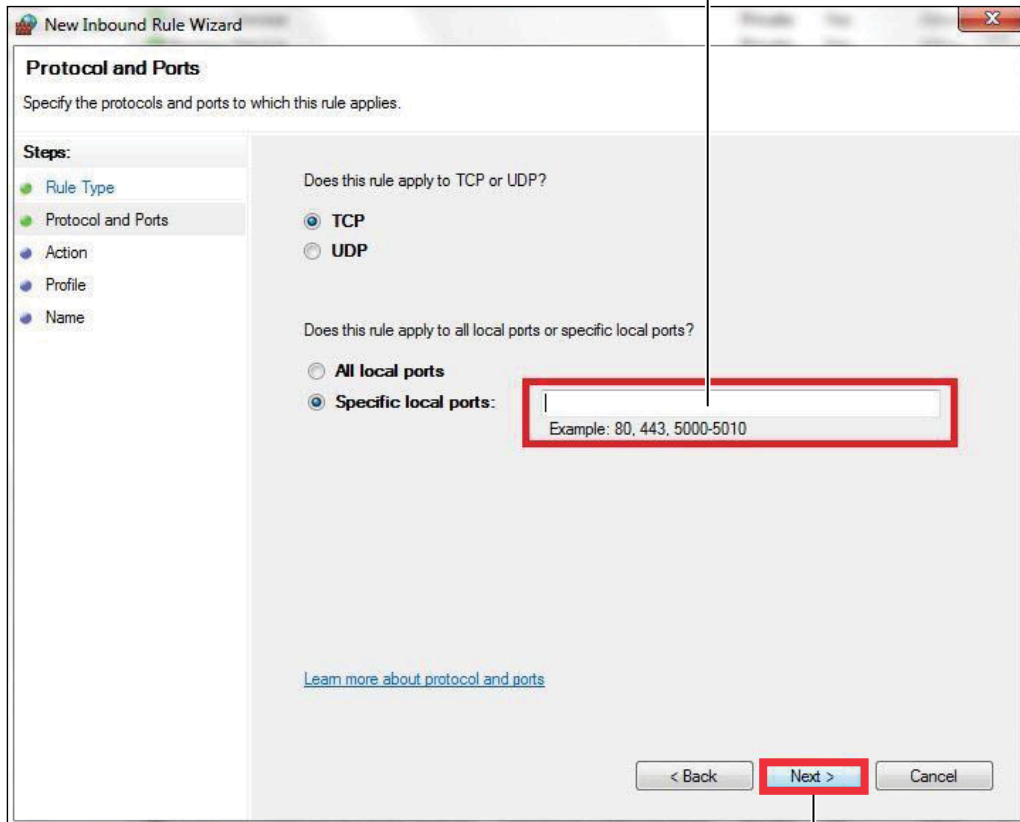 New Inbound Rule Wizard
Protocol and Ports
Specify the protocols and ports to which this rule applies.
Steps:
Rule Type
Protocol and Ports
Action
Profile
Name
Does this rule apply to TCP or UDP?
TCP
UDP
Does this rule apply to all local ports or specific local ports?
All local ports
Specific local ports:
Example: 80, 443, 5000-5010
Learn more about protocol and ports
< Back Next > Cancel